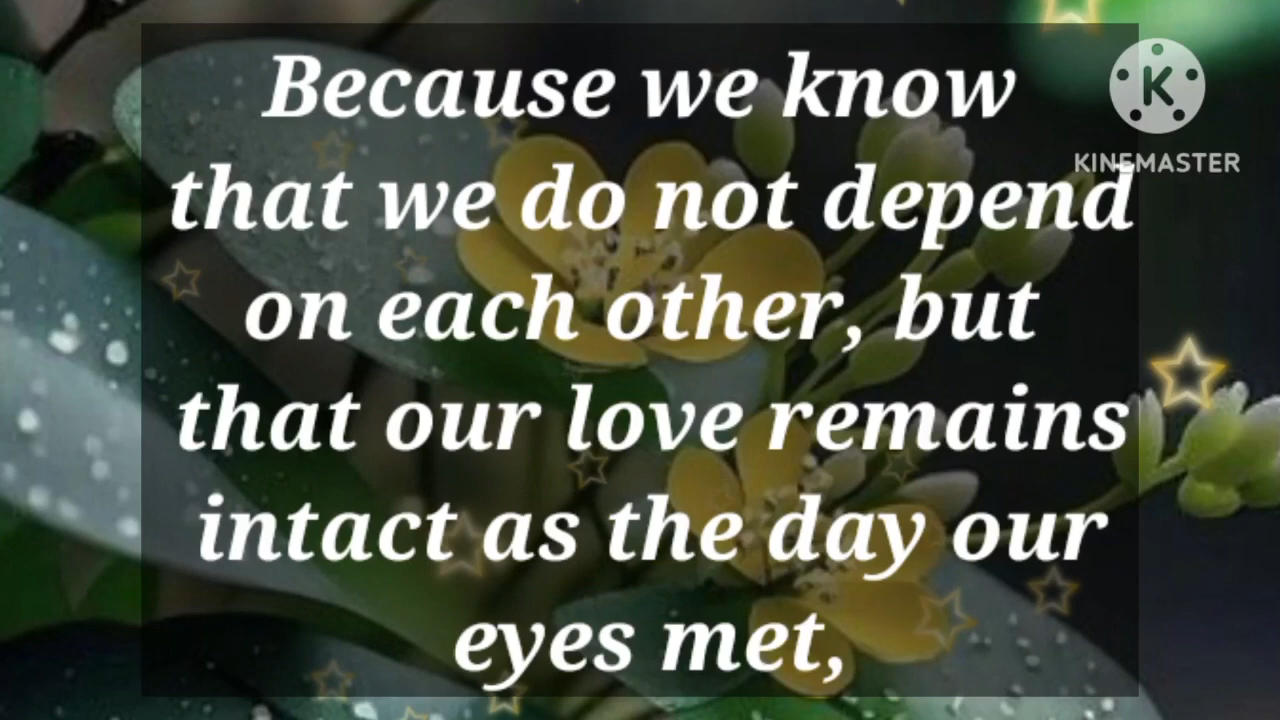 Because we know
that we do not depend
on each other, but
that our love remains
intact as the day our
eyes met,
K
KINEMASTER